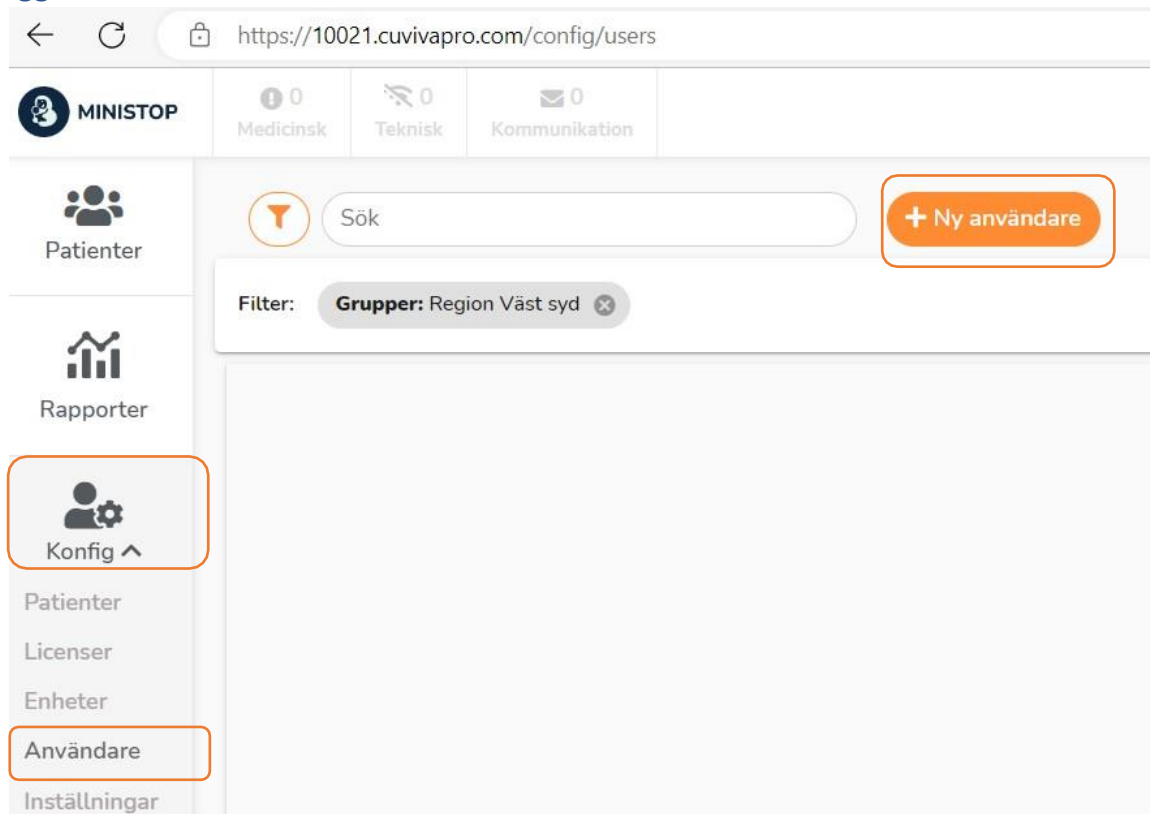 https://10021.cuvivapro.com/config/users
MINISTOP
0
Medicinsk
0
Teknisk
0
Kommunikation
Patienter
Sök
+ Ny användare
Filter: Grupper: Region Väst syd
Rapporter
Konfig
Patienter
Licenser
Enheter
Användare
Inställningar